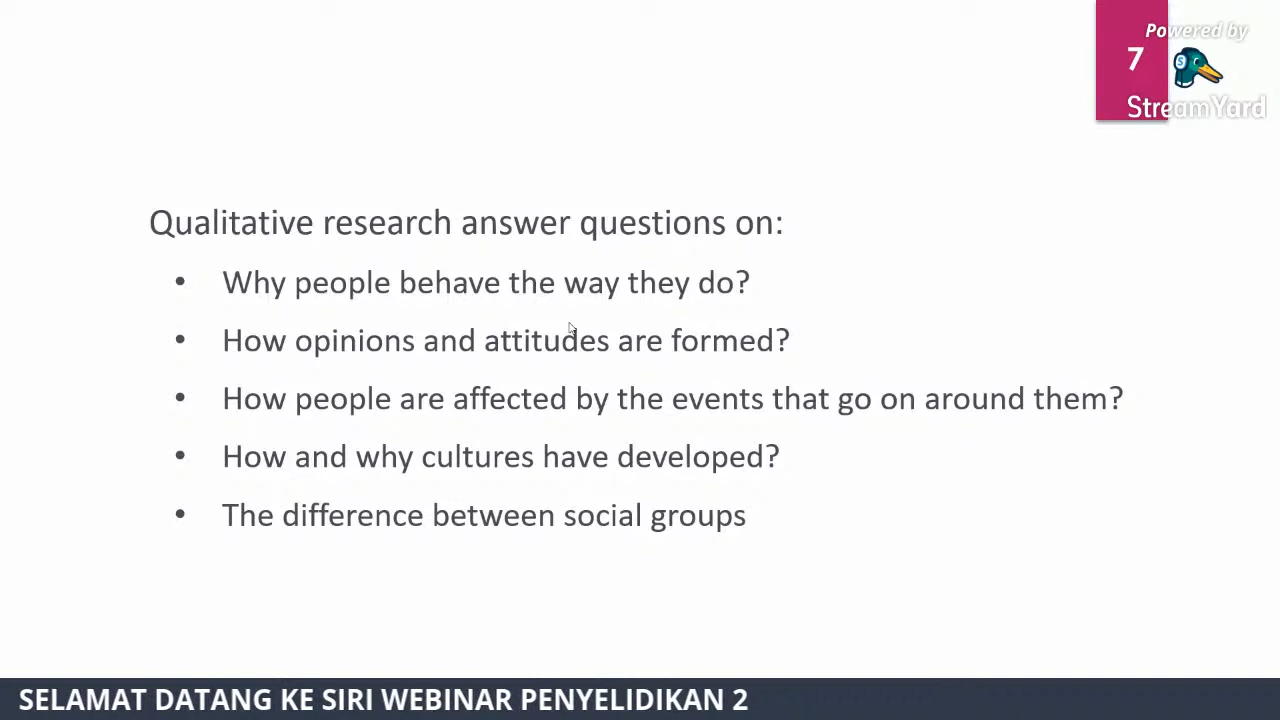 Powered by
7
StreamYard
Qualitative research answer questions on:
• Why people behave the way they do?
• How opinions and attitudes are formed?
• How people are affected by the events that go on around them?
• How and why cultures have developed?
• The difference between social groups
SELAMAT DATANG KE SIRI WEBINAR PENYELIDIKAN 2